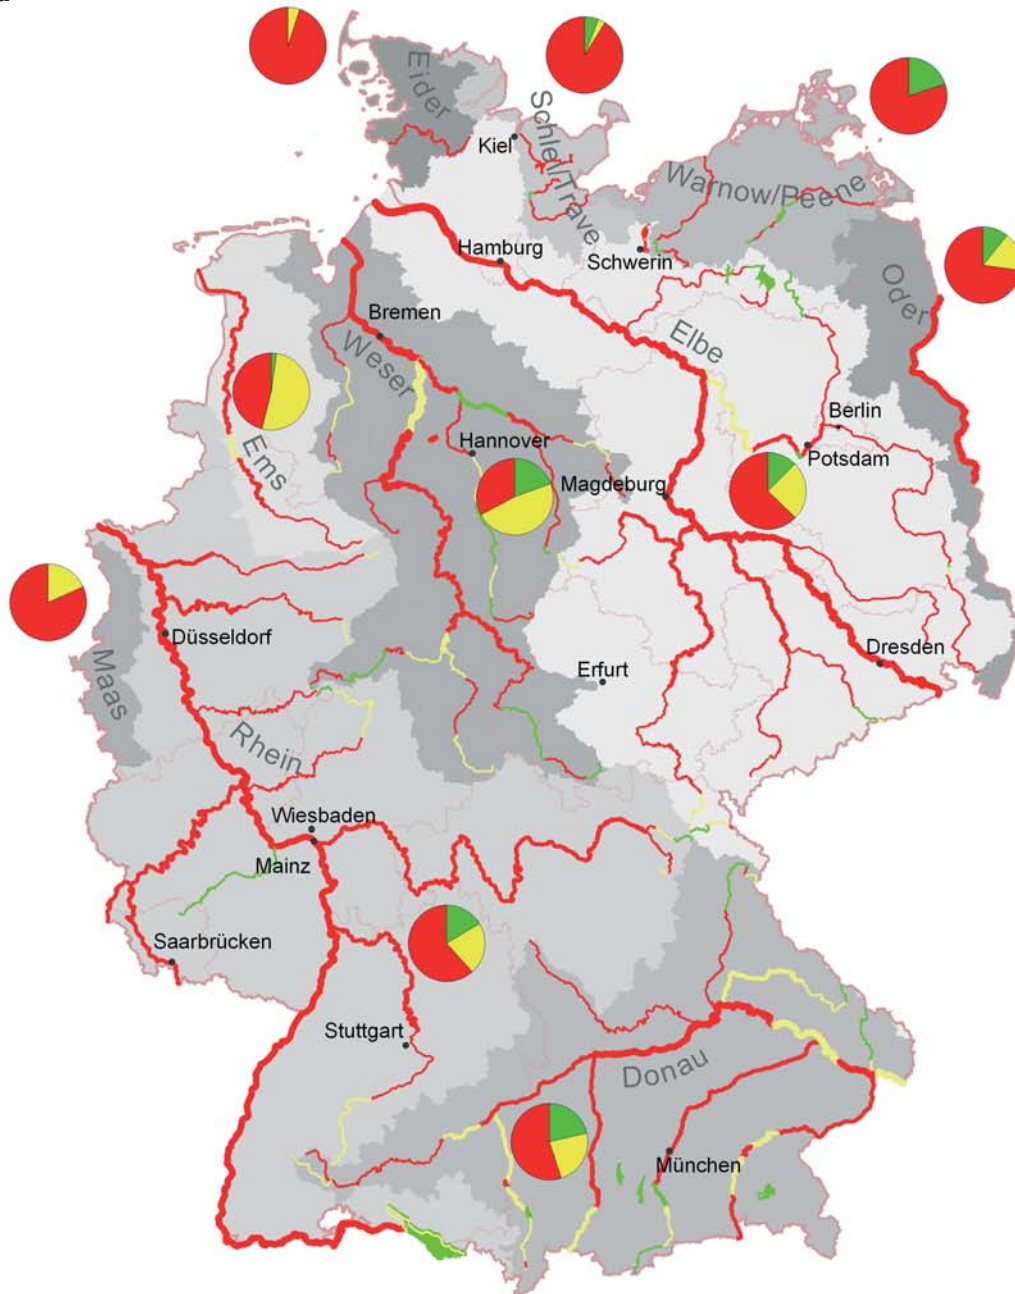 Eider
Kiel
Schlei/Trave
Warnow/Peene
Hamburg
Schwerin
Oder
Bremen
Elbe
Weser
Berlin
Ems
Hannover
Potsdam
Magdeburg
Düsseldorf
Dresden
Maas
Erfurt
Rhein
Wiesbaden
Mainz
Saarbrücken
Stuttgart
Donau
München